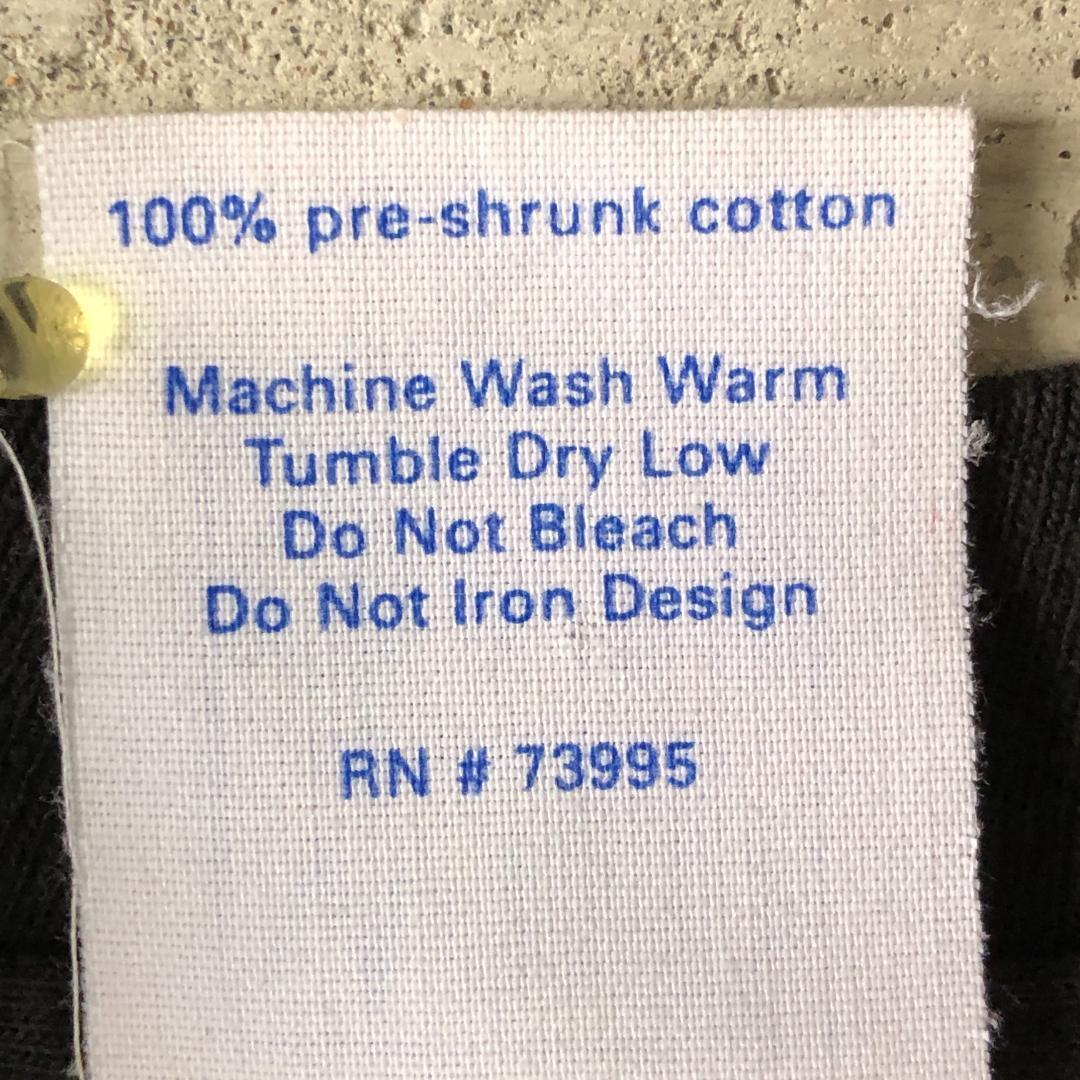 100% pre-shrunk cotton
Machine Wash Warm
Tumble Dry Low
Do Not Bleach
Do Not Iron Design
RN # 73995